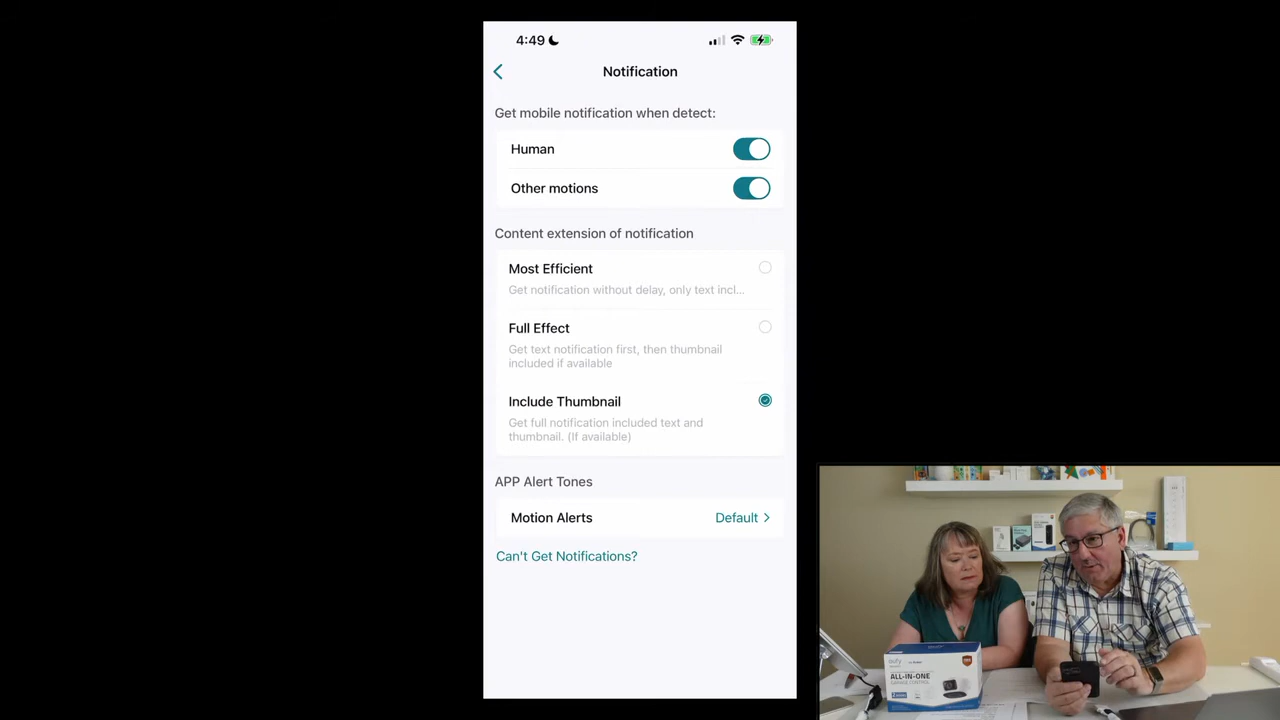 4:49
Notification
Get mobile notification when detect:
Human
Other motions
Content extension of notification
Most Efficient
Get notification without delay, only text incl...
Full Effect
Get text notification first, then thumbnail
included if available
Include Thumbnail
Get full notification included text and
thumbnail. (If available)
APP Alert Tones
Motion Alerts
Default >
Can't Get Notifications?
eufy
ALL-IN-ONE
GARAGE CONTROL